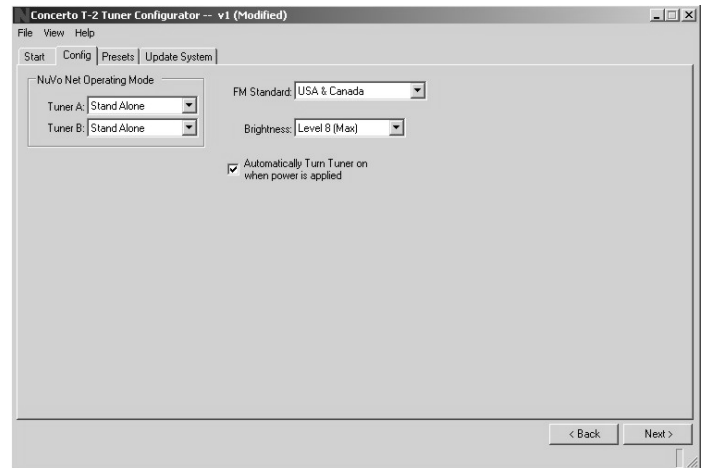 Concerto T-2 Tuner Configurator -- v1 (Modified)
File View Help
Start Config Presets Update System
NuVo Net Operating Mode
Tuner A: Stand Alone
Tuner B: Stand Alone
FM Standard: USA & Canada
Brightness: Level 8 (Max)
Automatically Turn Tuner on
when power is applied
< Back Next >